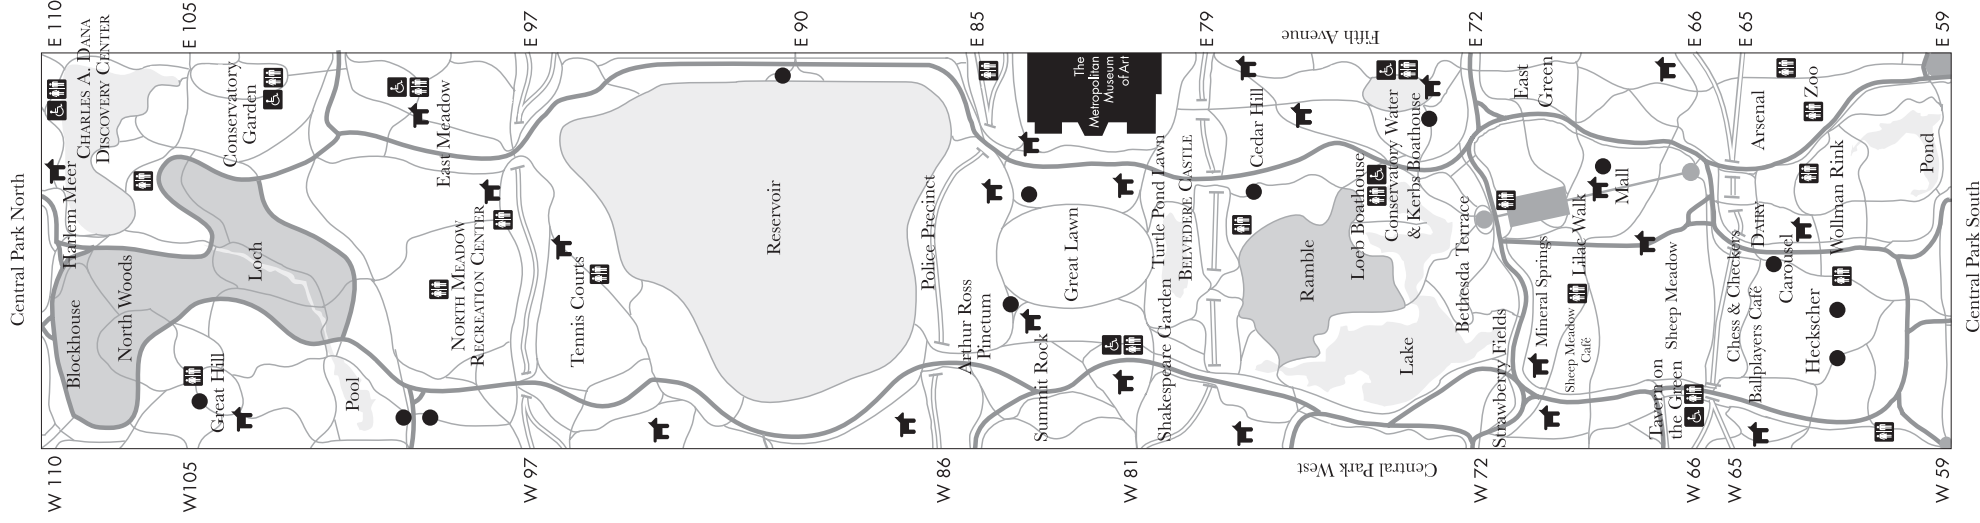 Central Park North
W 110
W105
W 97
W 86
W 81
W 72
W 66
W 65
W 59
E 110
E 105
E 97
E 90
E 85
E 79
E 72
E 66
E 65
E 59
Fifth Avenue
Central Park West
Central Park South
Blockhouse
North Woods
Harlem Meer
Charles A. Dana
Discovery Center
Conservatory
Garden
Great Hill
Loch
Pool
East Meadow
North Meadow
Recreation Center
Tennis Courts
Reservoir
Police Precinct
Arthur Ross
Pinetum
Summit Rock
Great Lawn
The
Metropolitan
Museum
of Art
Turtle Pond Lawn
Belvedere Castle
Shakespeare Garden
Cedar Hill
Ramble
Loeb Boathouse
Conservatory Water
& Kerbs Boathouse
Lake
Bethesda Terrace
Strawberry Fields
East
Green
Mineral Springs
Sheep Meadow
Café
Lilac Walk
Mall
Sheep Meadow
Tavern on
the Green
Chess & Checkers
Dairy
Ballplayers Café
Carousel
Arsenal
Zoo
Heckscher
Wollman Rink
Pond